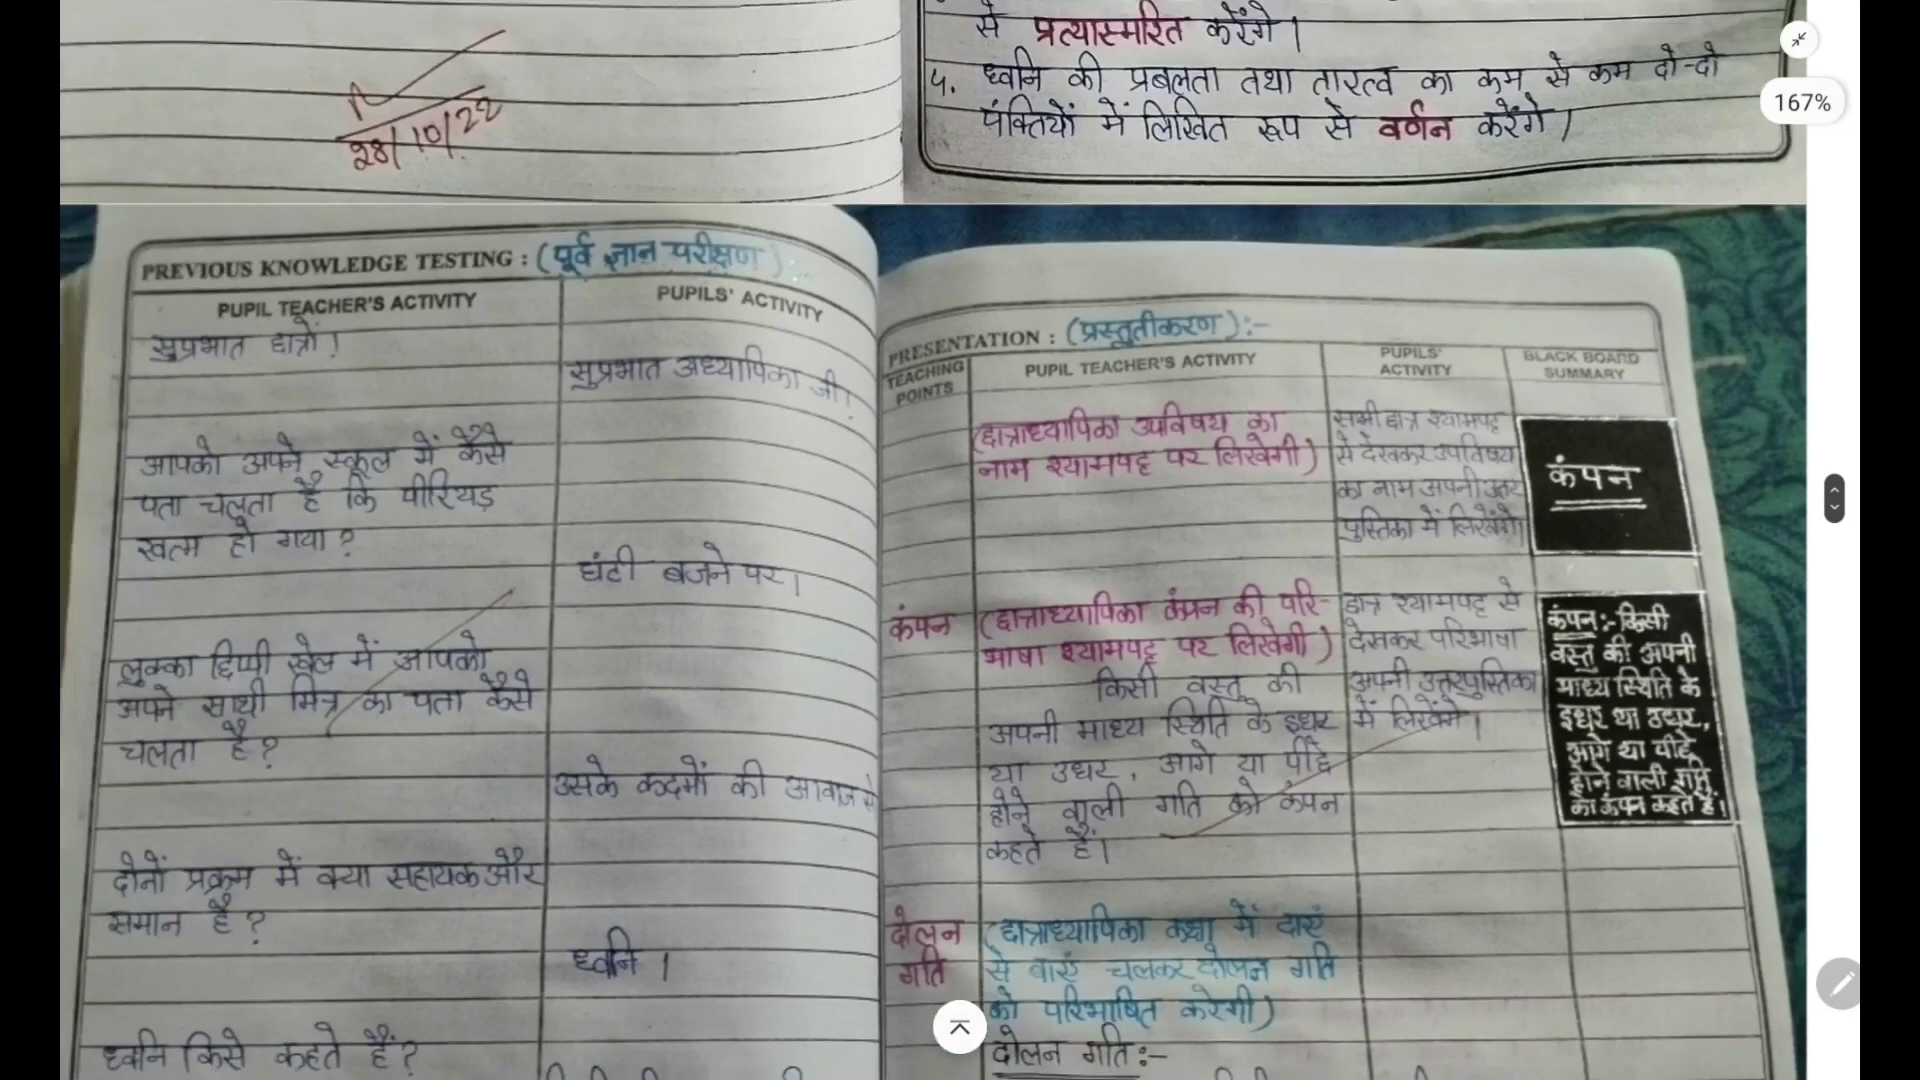 से प्रत्यास्मरित करेंगे।
५. ध्वनि की प्रबलता तथा तारत्व का कम से कम दो-दो
पंक्तियों में लिखित रूप से वर्णन करेंगे।
167%
28/10/22
PREVIOUS KNOWLEDGE TESTING : (पूर्व ज्ञान परीक्षण)
PUPIL TEACHER'S ACTIVITY
PUPILS' ACTIVITY
सुप्रभात छात्रों!
सुप्रभात अध्यापिका जी!
आपको अपने स्कूल में कैसे
पता चलता है कि पीरियड
खत्म हो गया?
घंटी बजने पर।
लुक्का छिप्पी खेल में आपको
अपने साथी मित्र का पता कैसे
चलता है?
उसके कदमों की आवाज से
दोनों प्रक्रम में क्या सहायक और
समान है?
ध्वनि।
ध्वनि किसे कहते हैं?
PRESENTATION : (प्रस्तुतीकरण):-
TEACHING
POINTS
PUPIL TEACHER'S ACTIVITY
PUPILS'
ACTIVITY
BLACK BOARD
SUMMARY
(छात्राध्यापिका उपविषय का
नाम श्यामपट्ट पर लिखेगी)
सभी छात्र श्यामपट्ट
से देखकर उपविषय
का नाम अपनी उत्तर
पुस्तिका में लिखेंगे।
कंपन
कंपन
(छात्राध्यापिका कंपन की परि-
भाषा श्यामपट्ट पर लिखेगी)
किसी वस्तु की
अपनी माध्य स्थिति के इधर
या उधर, आगे या पीछे
होने वाली गति को कंपन
कहते हैं।
छात्र श्यामपट्ट से
देखकर परिभाषा
अपनी उत्तरपुस्तिका
में लिखेंगे।
कंपन:- किसी
वस्तु की अपनी
माध्य स्थिति के
इधर या उधर,
आगे या पीछे
होने वाली गति
को कंपन कहते हैं।
दोलन
गति
(छात्राध्यापिका कक्षा में दाएं
से बाएं चलकर दोलन गति
को परिभाषित करेगी)
दोलन गति:-